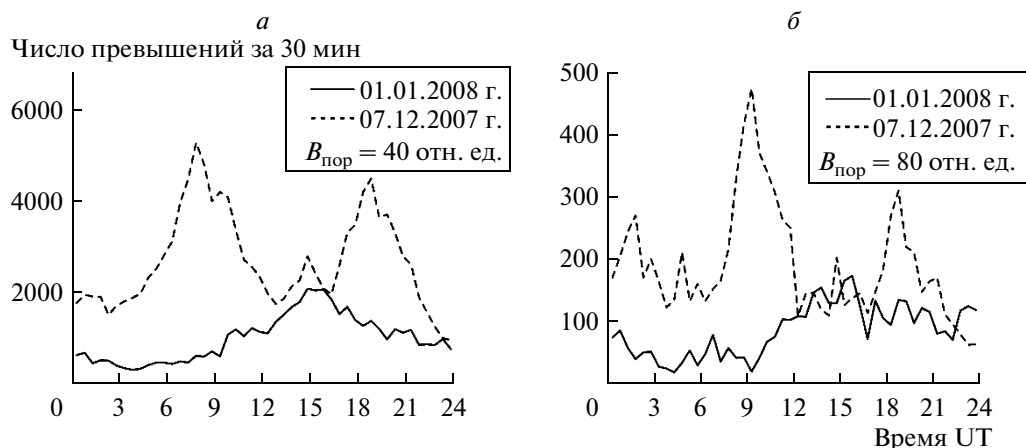 а
Число превышений за 30 мин
6000
4000
2000
0 3 6 9 12 15 18 21 24
01.01.2008 г.
07.12.2007 г.
Bпор = 40 отн. ед.
б
500
400
300
200
100
0 3 6 9 12 15 18 21 24
01.01.2008 г.
07.12.2007 г.
Bпор = 80 отн. ед.
Время UT